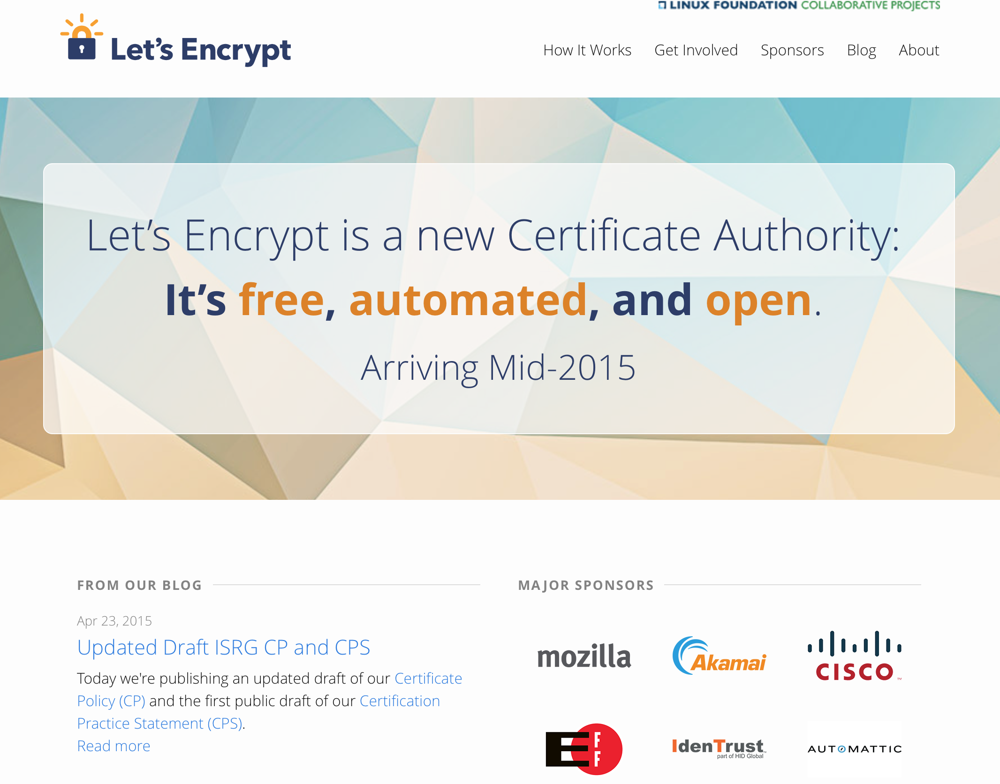 LINUX FOUNDATION COLLABORATIVE PROJECTS
Let's Encrypt
How It Works Get Involved Sponsors Blog About
Let’s Encrypt is a new Certificate Authority:
It’s free, automated, and open.
Arriving Mid-2015
FROM OUR BLOG
Apr 23, 2015
Updated Draft ISRG CP and CPS
Today we're publishing an updated draft of our Certificate
Policy (CP) and the first public draft of our Certification
Practice Statement (CPS).
Read more
MAJOR SPONSORS
mozilla
Akamai
CISCO™
EFF
IdenTrust™
part of HID Global
AUTOMATTIC